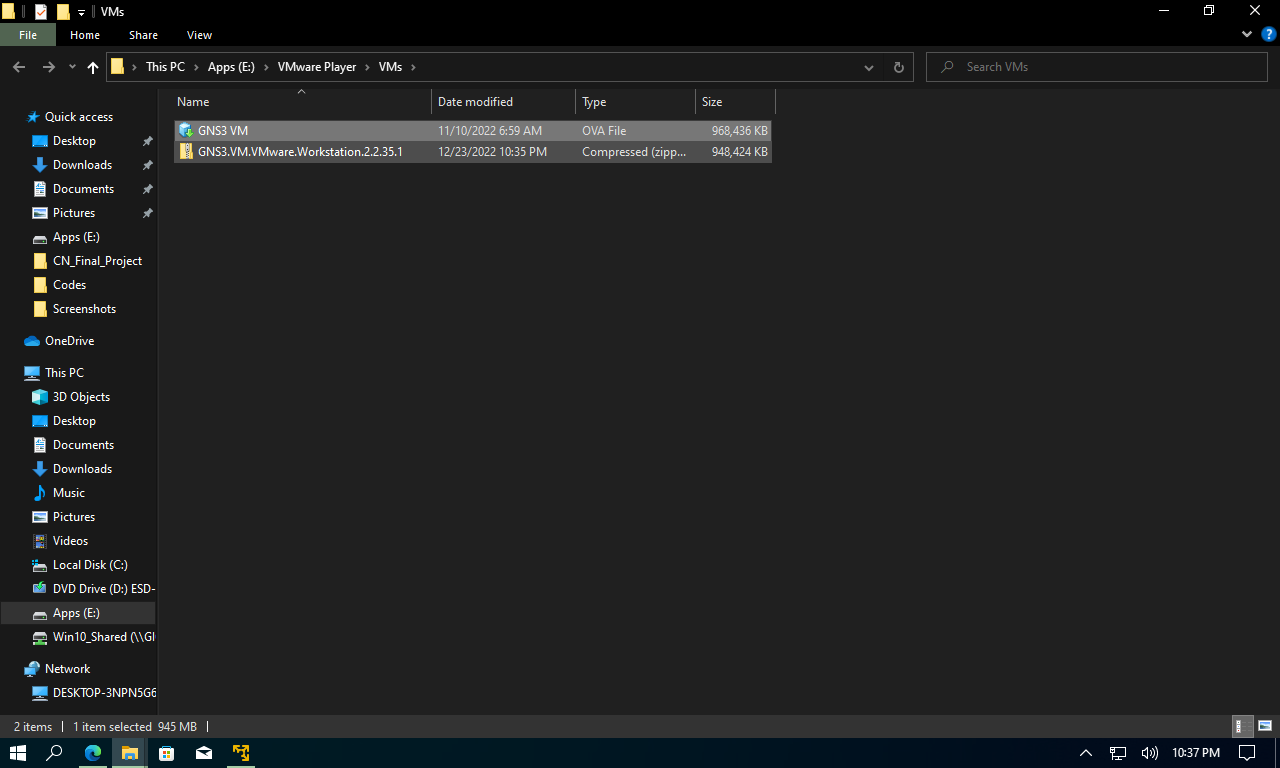 VMs
File Home Share View
This PC Apps (E:) VMware Player VMs Search VMs
Name Date modified Type Size
GNS3 VM 11/10/2022 6:59 AM OVA File 968,436 KB
GNS3.VM.VMware.Workstation.2.2.35.1 12/23/2022 10:35 PM Compressed (zipp... 948,424 KB
Quick access
Desktop
Downloads
Documents
Pictures
Apps (E:)
CN_Final_Project
Codes
Screenshots
OneDrive
This PC
3D Objects
Desktop
Documents
Downloads
Music
Pictures
Videos
Local Disk (C:)
DVD Drive (D:) ESD-
Apps (E:)
Win10_Shared (\\Gl
Network
DESKTOP-3NPN5G6
2 items 1 item selected 945 MB
10:37 PM